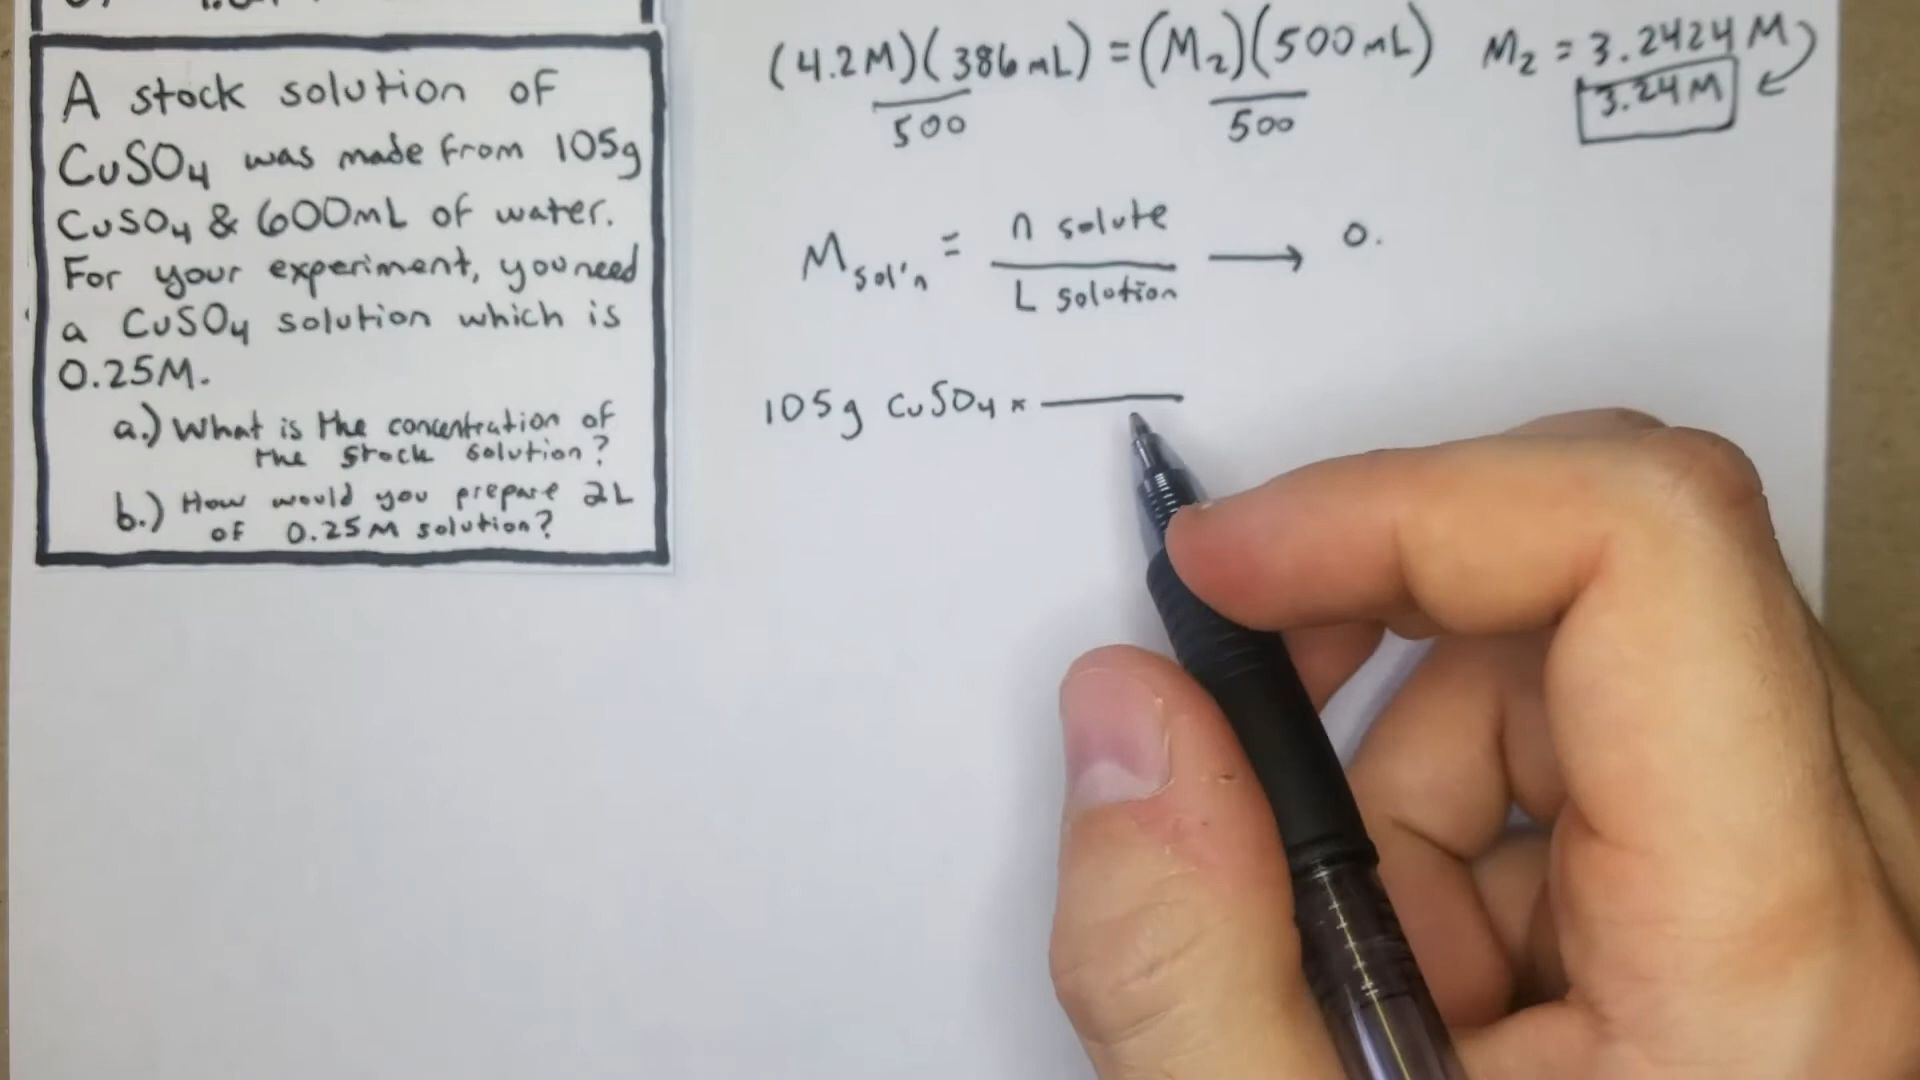 A stock solution of
CuSO4 was made from 105g
CuSO4 & 600mL of water.
For your experiment, you need
a CuSO4 solution which is
0.25M.
a.) What is the concentration of
the stock solution?
b.) How would you prepare 2L
of 0.25M solution?
(4.2M)(386mL) = (M2)(500mL) M2 = 3.2424M
500 500 3.24M
Msol'n = n solute / L solution → 0.
105g CuSO4 ×